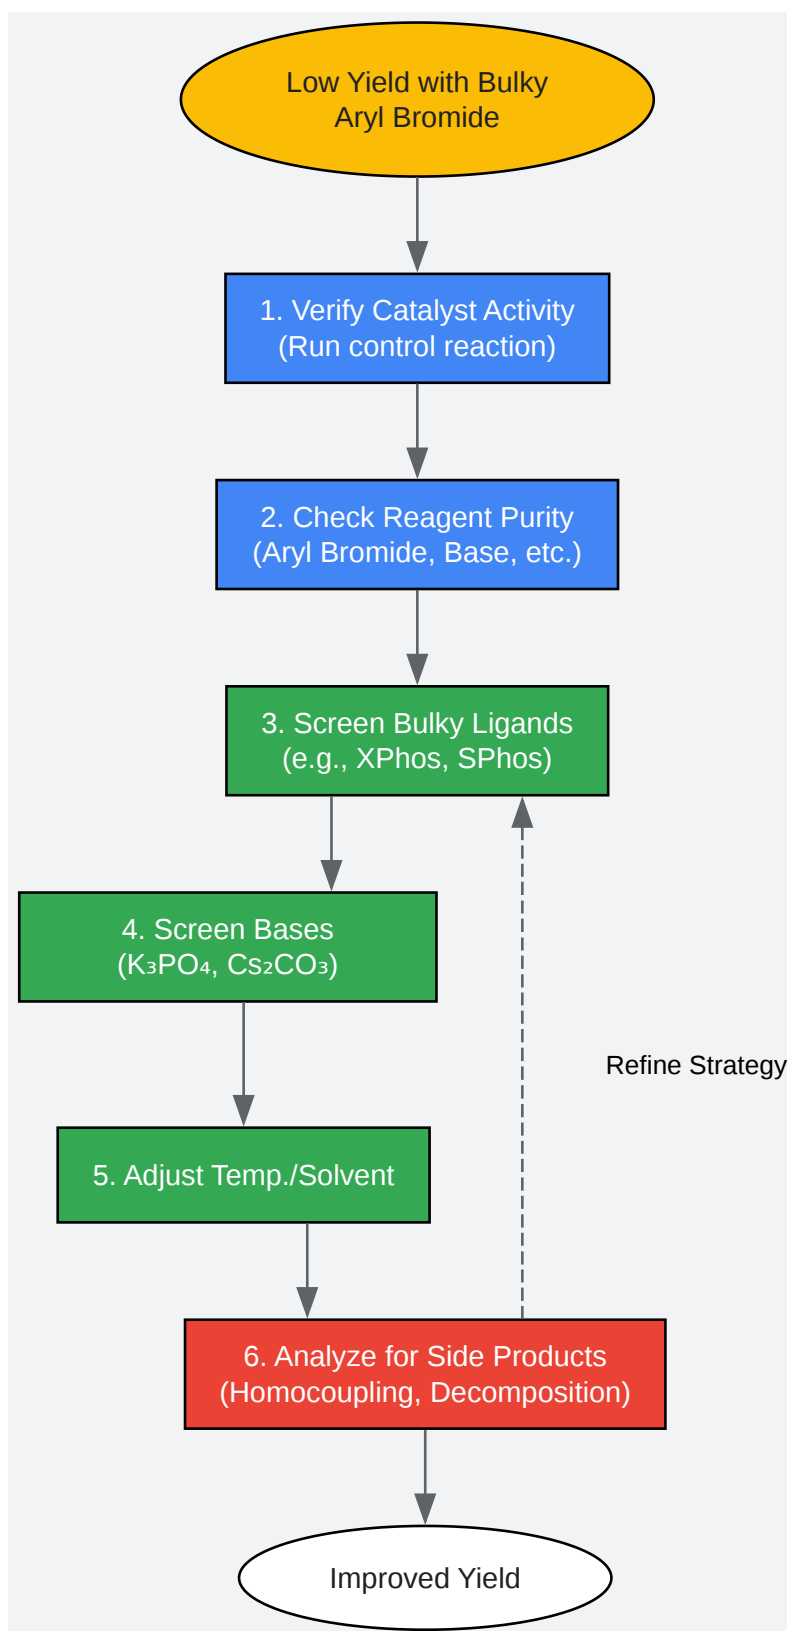 Low Yield with Bulky
Aryl Bromide
1. Verify Catalyst Activity
(Run control reaction)
2. Check Reagent Purity
(Aryl Bromide, Base, etc.)
3. Screen Bulky Ligands
(e.g., XPhos, SPhos)
4. Screen Bases
(K₃PO₄, Cs₂CO₃)
Refine Strategy
5. Adjust Temp./Solvent
6. Analyze for Side Products
(Homocoupling, Decomposition)
Improved Yield